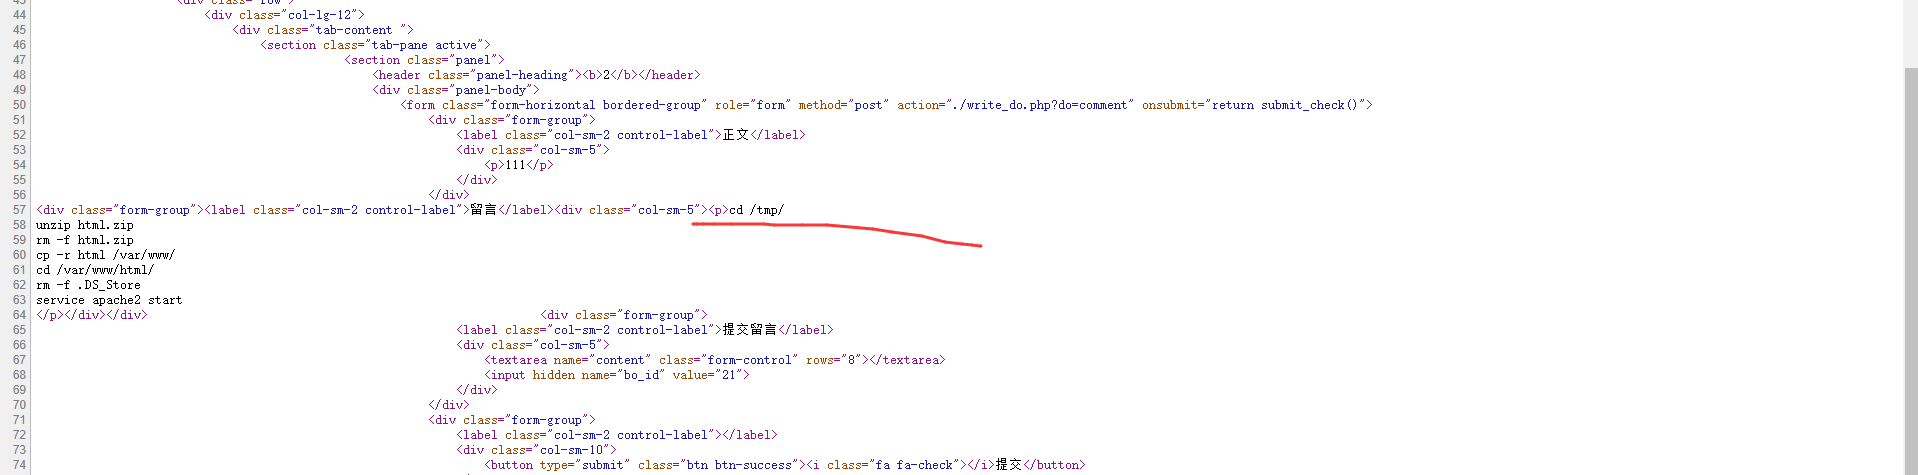 43 <div class="row">
44 <div class="col-lg-12">
45 <div class="tab-content ">
46 <section class="tab-pane active">
47 <section class="panel">
48 <header class="panel-heading"><b>2</b></header>
49 <div class="panel-body">
50 <form class="form-horizontal bordered-group" role="form" method="post" action="./write_do.php?do=comment" onsubmit="return submit_check()">
51 <div class="form-group">
52 <label class="col-sm-2 control-label">正文</label>
53 <div class="col-sm-5">
54 <p>111</p>
55 </div>
56 </div>
57 <div class="form-group"><label class="col-sm-2 control-label">留言</label><div class="col-sm-5"><p>cd /tmp/
58 unzip html.zip
59 rm -f html.zip
60 cp -r html /var/www/
61 cd /var/www/html/
62 rm -f .DS_Store
63 service apache2 start
64 </p></div></div> <div class="form-group">
65 <label class="col-sm-2 control-label">提交留言</label>
66 <div class="col-sm-5">
67 <textarea name="content" class="form-control" rows="8"></textarea>
68 <input hidden name="bo_id" value="21">
69 </div>
70 </div>
71 <div class="form-group">
72 <label class="col-sm-2 control-label"></label>
73 <div class="col-sm-10">
74 <button type="submit" class="btn btn-success"><i class="fa fa-check"></i>提交</button>